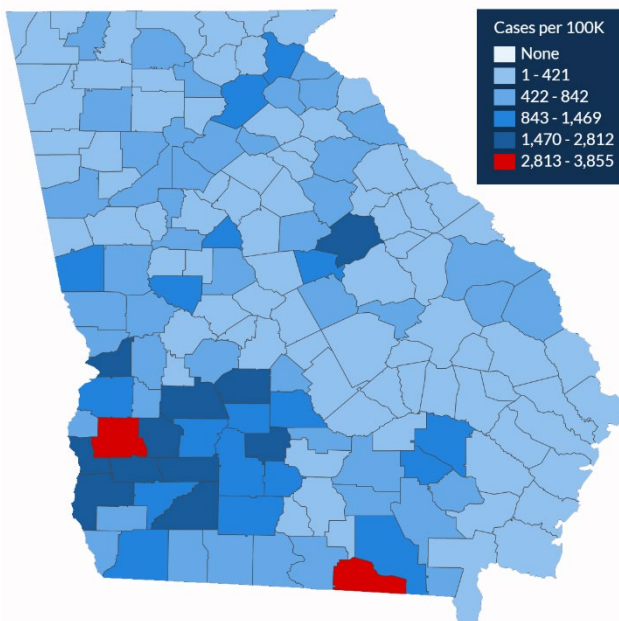 Cases per 100K
None
1 - 421
422 - 842
843 - 1,469
1,470 - 2,812
2,813 - 3,855